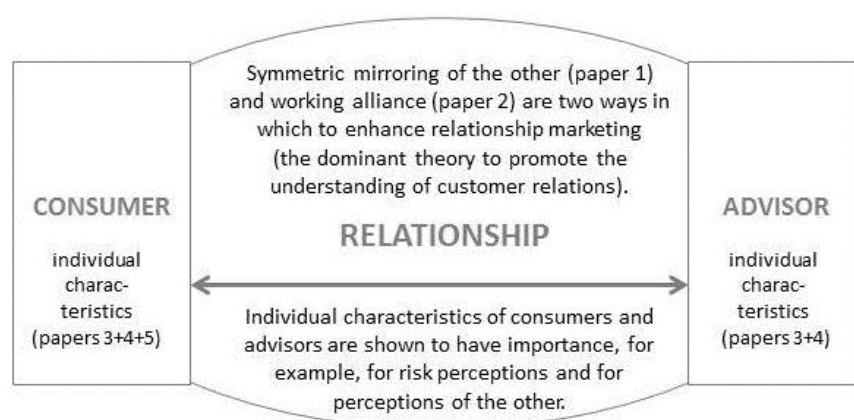 Symmetric mirroring of the other (paper 1)
and working alliance (paper 2) are two ways in
which to enhance relationship marketing
(the dominant theory to promote the
understanding of customer relations).
CONSUMER
individual
charac-
teristics
(papers 3+4+5)
RELATIONSHIP
Individual characteristics of consumers and
advisors are shown to have importance, for
example, for risk perceptions and for
perceptions of the other.
ADVISOR
individual
charac-
teristics
(papers 3+4)